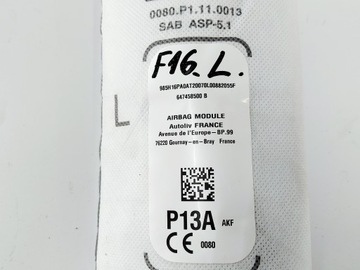 0080.P1.11.0013
SAB ASP-5.1
F16. L.
985H16PA0AT20070L00882055F
647458500 B
L
AIRBAG MODULE
Autoliv FRANCE
Avenue de l'Europe-BP.99
76220 Gournay-en-Bray France
P13A AKF
CE 0080